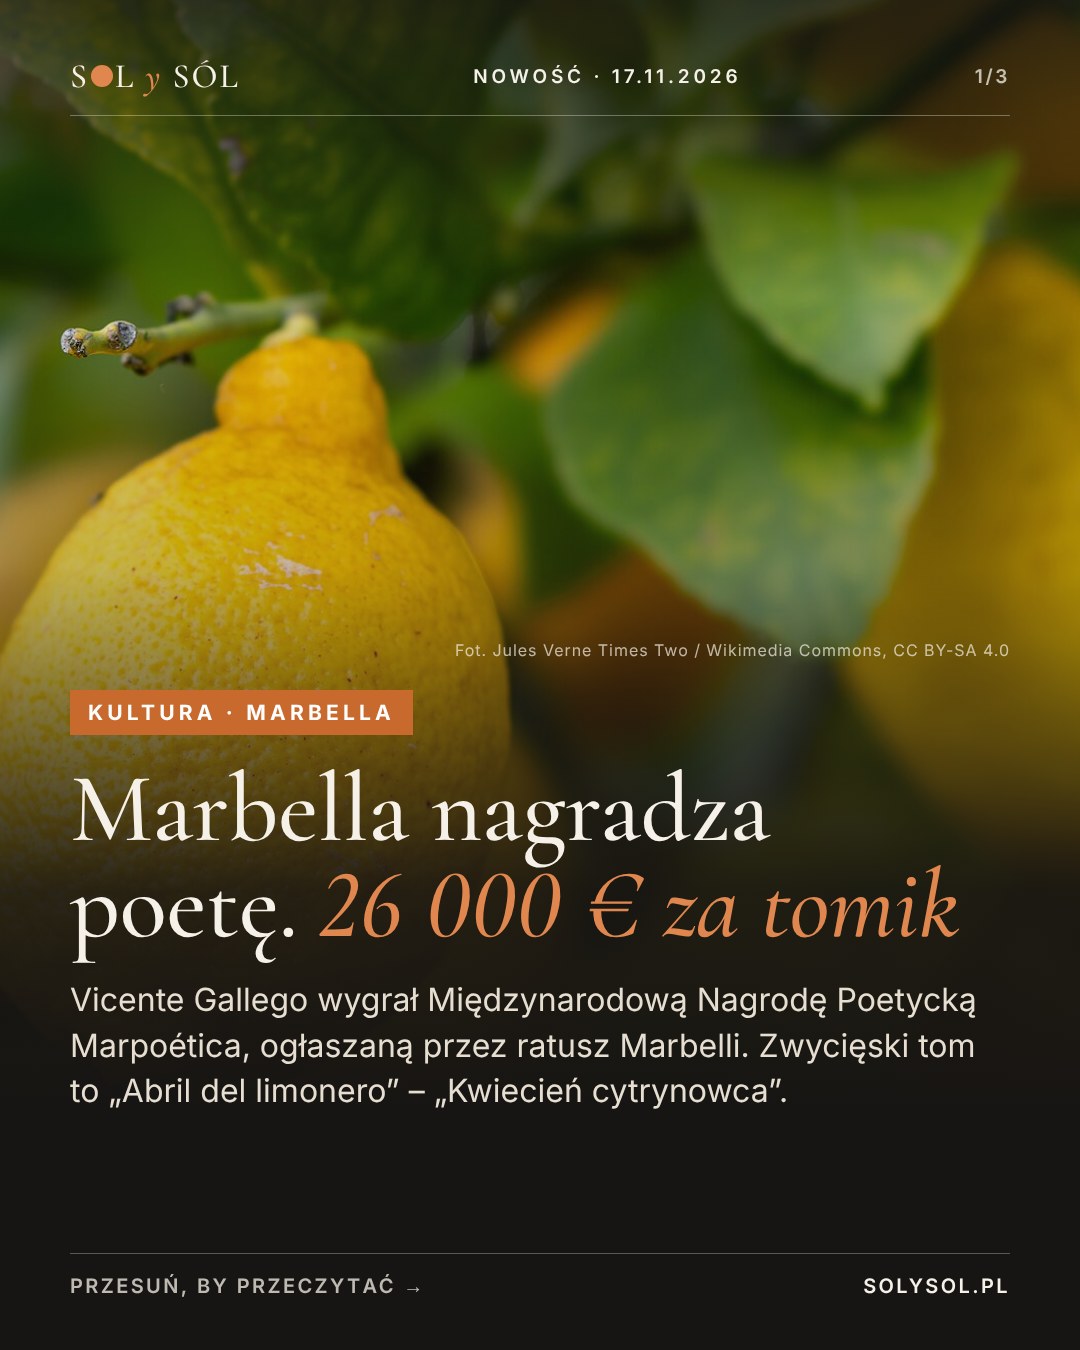 SOL y SÓL
NOWOŚĆ · 17.11.2026
1/3
Fot. Jules Verne Times Two / Wikimedia Commons, CC BY-SA 4.0
KULTURA · MARBELLA
Marbella nagradza
poetę. 26 000 € za tomik
Vicente Gallego wygrał Międzynarodową Nagrodę Poetycką
Marpoética, ogłaszaną przez ratusz Marbelli. Zwycięski tom
to „Abril del limonero” – „Kwiecień cytrynowca”.
PRZESUŃ, BY PRZECZYTAĆ →
SOLYSOL.PL